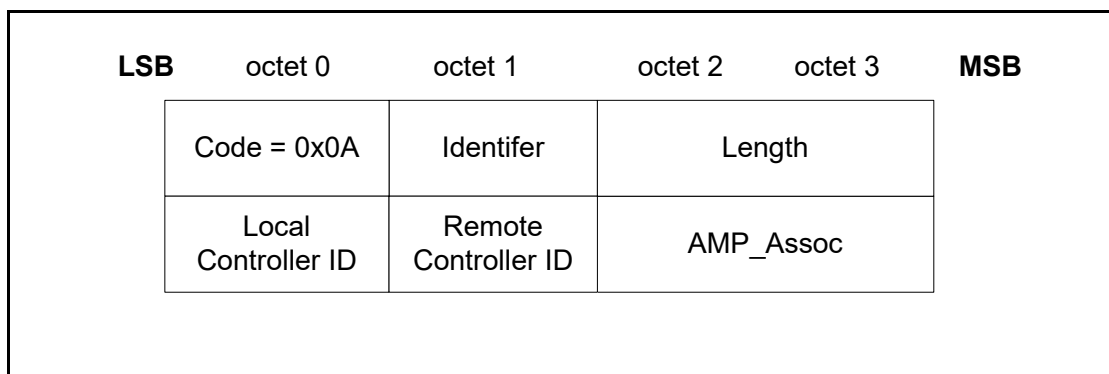 LSB octet 0 octet 1 octet 2 octet 3 MSB
Code = 0x0A Identifer Length
Local Controller ID Remote Controller ID AMP_Assoc